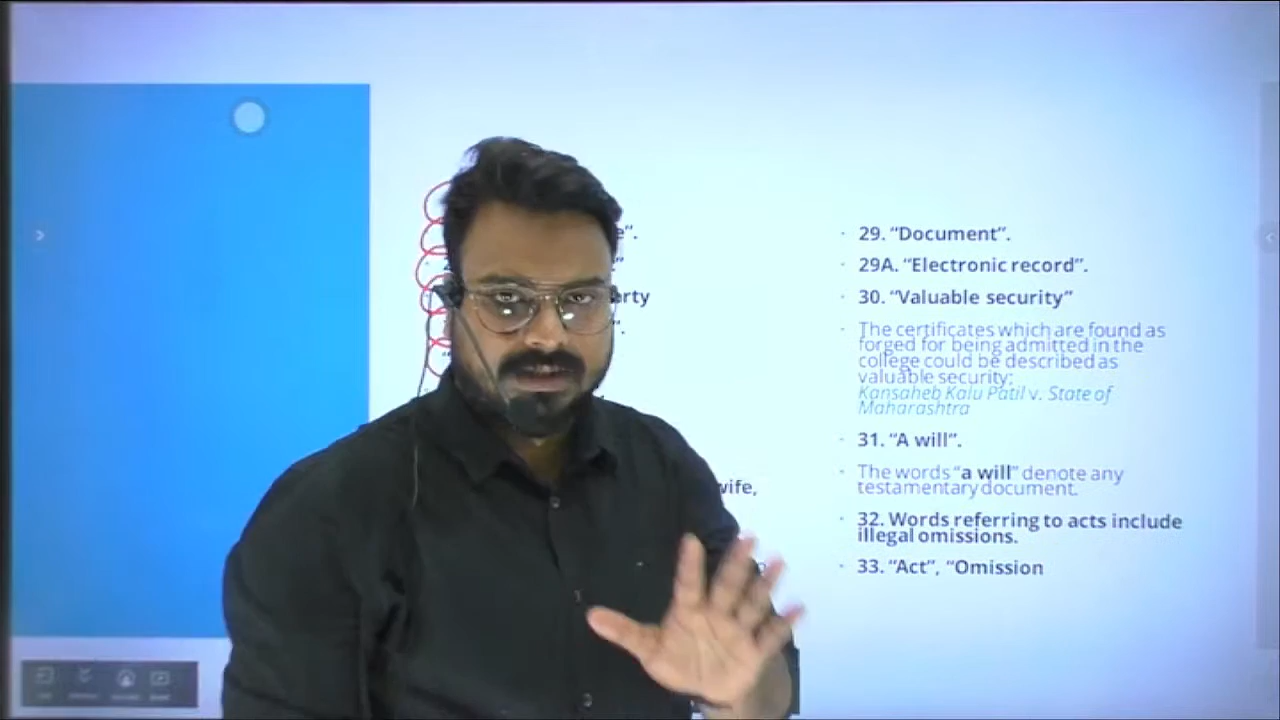 e”.
”
erty
”.
wife,
29. “Document”.
29A. “Electronic record”.
30. “Valuable security”
The certificates which are found as
forged for being admitted in the
college could be described as
valuable security;
Kansaheb Kalu Patil v. State of
Maharashtra
31. “A will”.
The words “a will” denote any
testamentary document.
32. Words referring to acts include
illegal omissions.
33. “Act”, “Omission